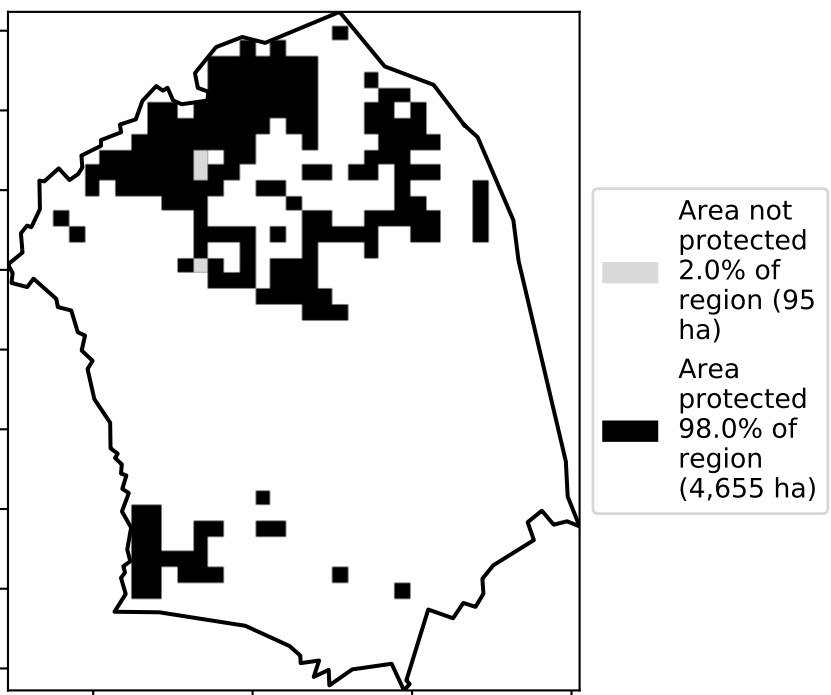 Area not
protected
2.0% of
region (95
ha)
Area
protected
98.0% of
region
(4,655 ha)